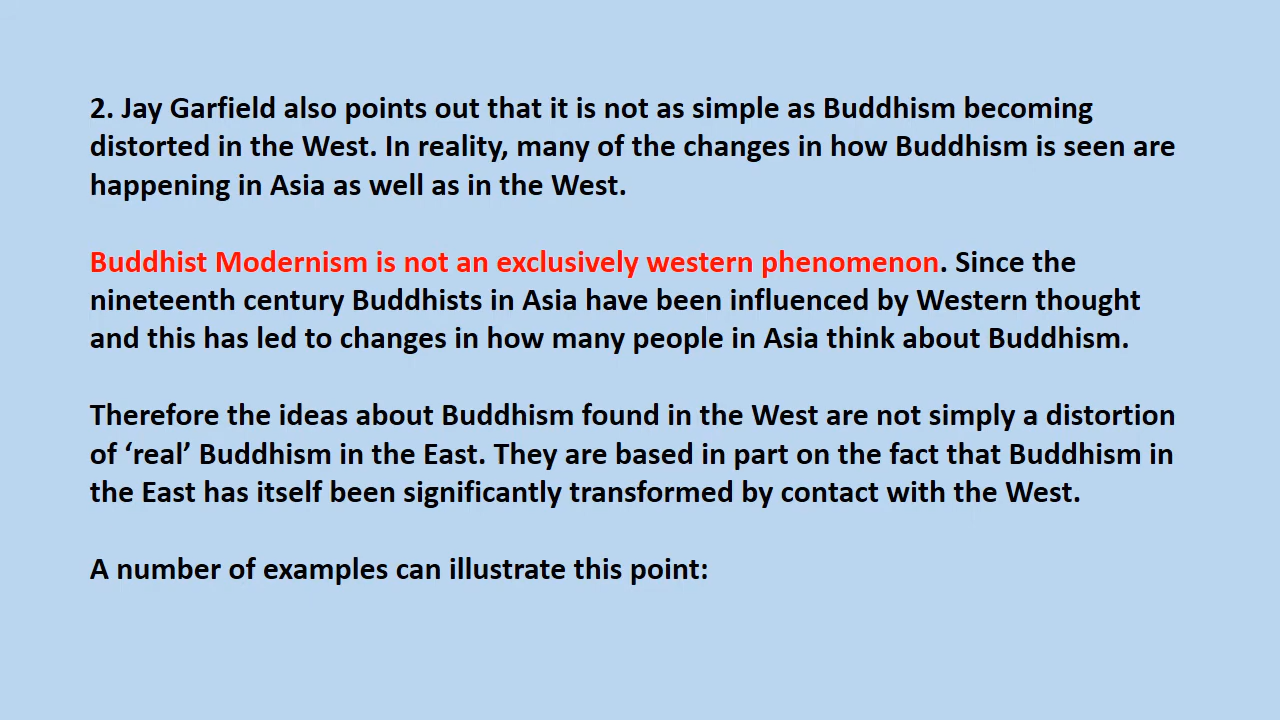 2. Jay Garfield also points out that it is not as simple as Buddhism becoming
distorted in the West. In reality, many of the changes in how Buddhism is seen are
happening in Asia as well as in the West.
Buddhist Modernism is not an exclusively western phenomenon. Since the
nineteenth century Buddhists in Asia have been influenced by Western thought
and this has led to changes in how many people in Asia think about Buddhism.
Therefore the ideas about Buddhism found in the West are not simply a distortion
of ‘real’ Buddhism in the East. They are based in part on the fact that Buddhism in
the East has itself been significantly transformed by contact with the West.
A number of examples can illustrate this point: